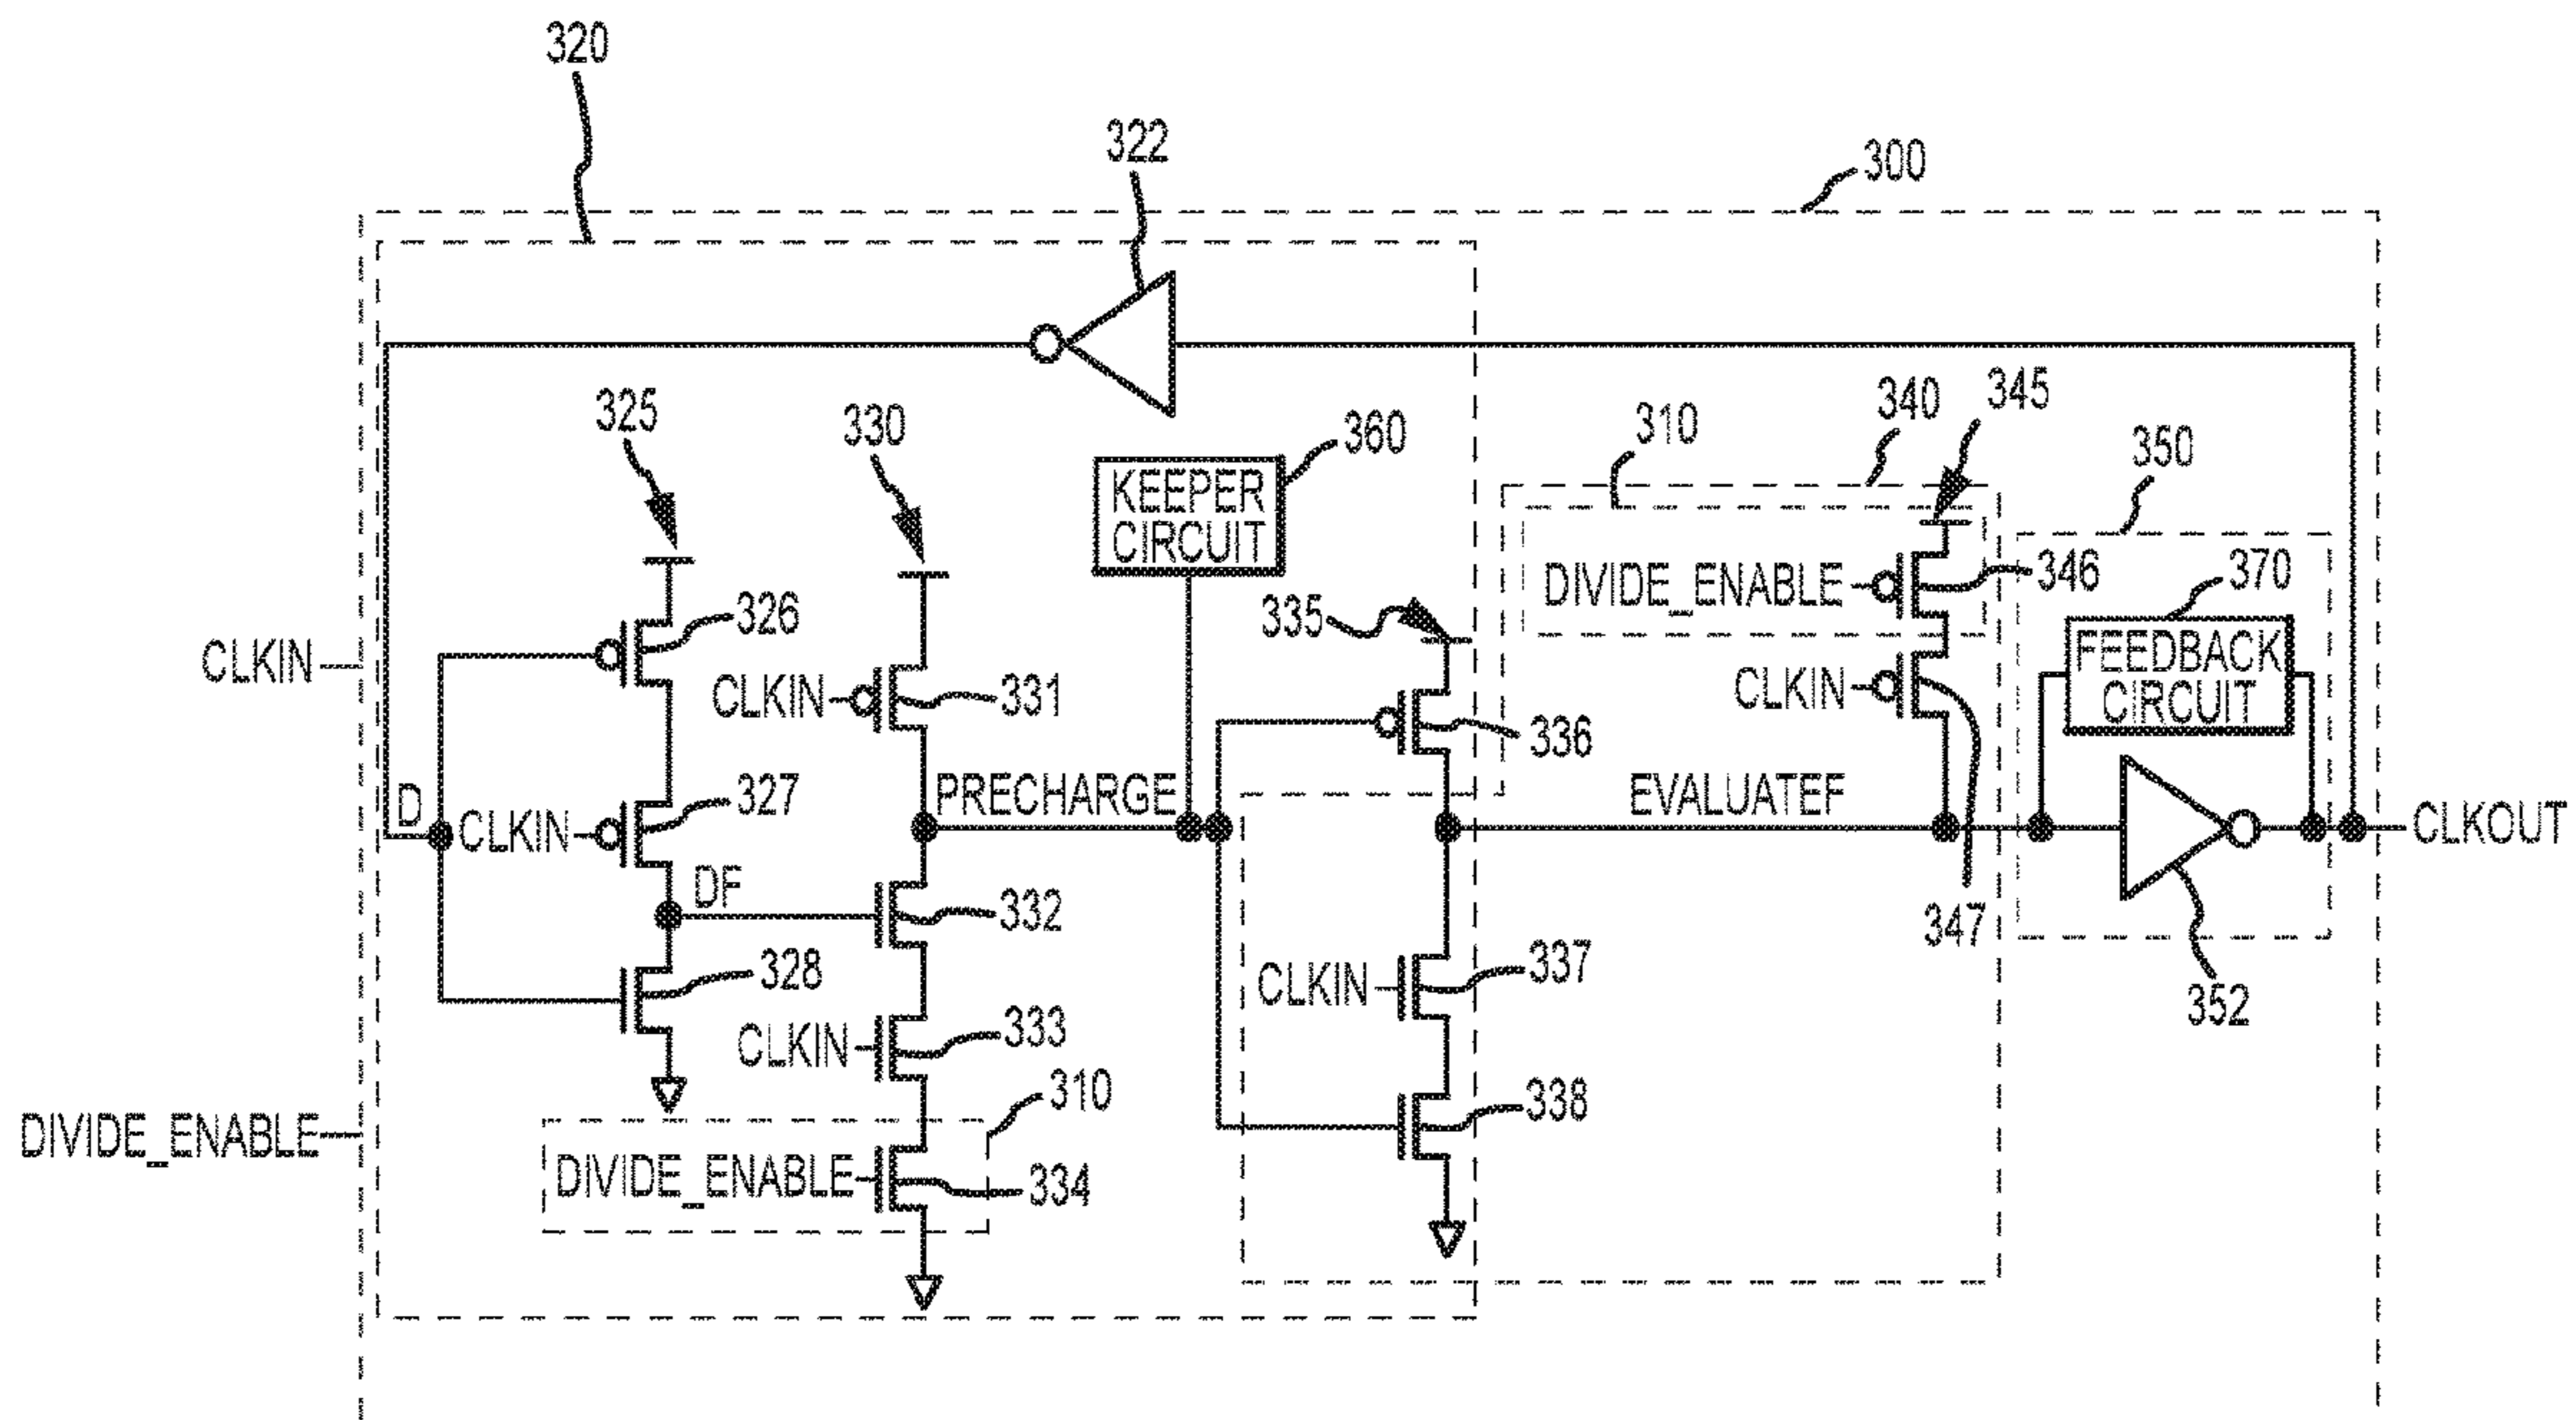 320
322
300
325
330
KEEPER
CIRCUIT
360
310
340
345
350
DIVIDE_ENABLE
346
370
FEEDBACK
CIRCUIT
335
326
CLKIN
CLKIN
331
CLKIN
336
D
CLKIN
327
PRECHARGE
EVALUATEF
CLKOUT
DF
332
347
328
CLKIN
337
352
CLKIN
333
310
338
DIVIDE_ENABLE
DIVIDE_ENABLE
334